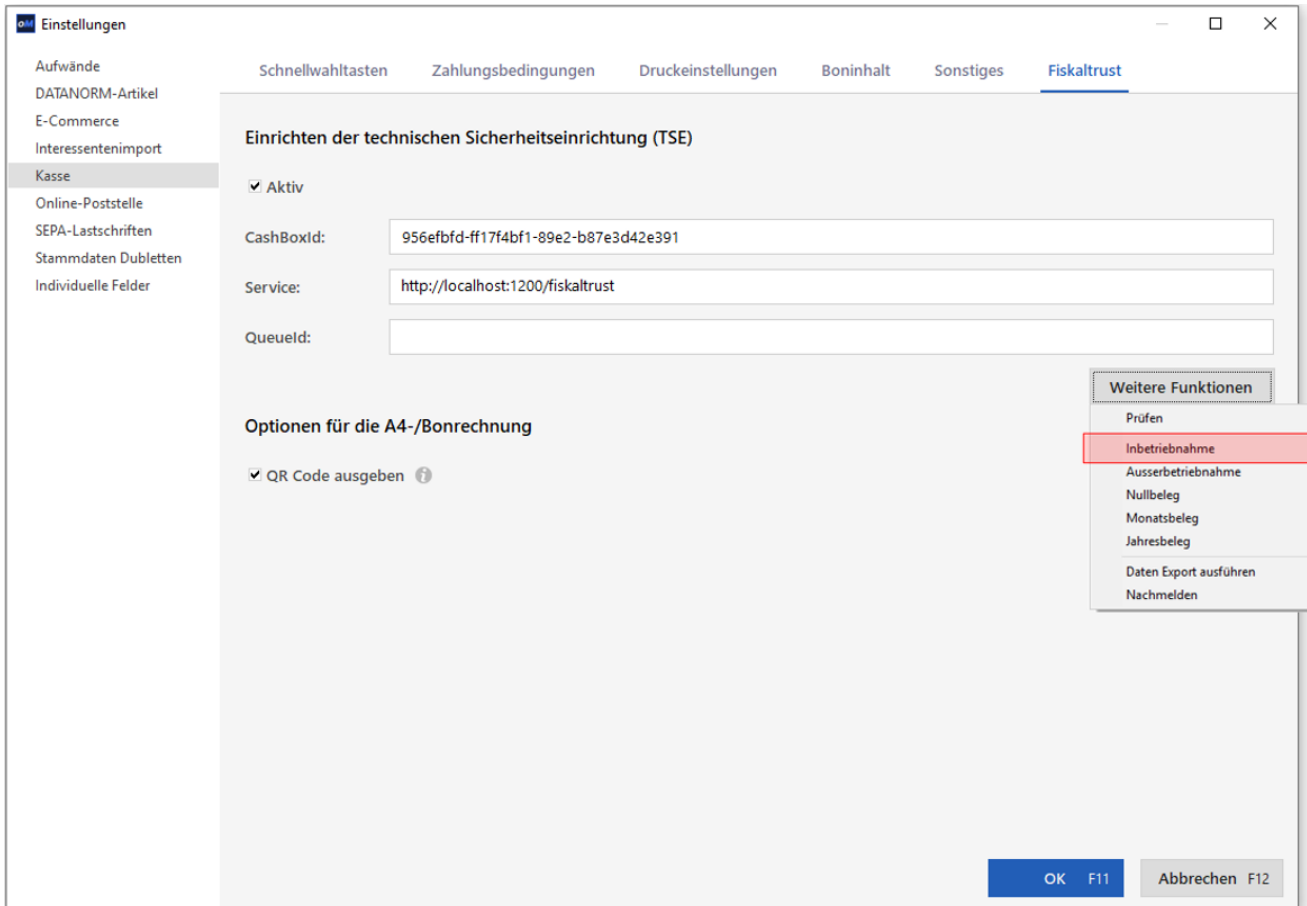 oM Einstellungen
Aufwände
DATANORM-Artikel
E-Commerce
Interessentenimport
Kasse
Online-Poststelle
SEPA-Lastschriften
Stammdaten Dubletten
Individuelle Felder
Schnellwahltasten Zahlungsbedingungen Druckeinstellungen Boninhalt Sonstiges Fiskaltrust
Einrichten der technischen Sicherheitseinrichtung (TSE)
Aktiv
CashBoxId: 956efbfd-ff17f4bf1-89e2-b87e3d42e391
Service: http://localhost:1200/fiskaltrust
QueueId:
Weitere Funktionen
Prüfen
Inbetriebnahme
Ausserbetriebnahme
Nullbeleg
Monatsbeleg
Jahresbeleg
Daten Export ausführen
Nachmelden
Optionen für die A4-/Bonrechnung
QR Code ausgeben i
OK F11 Abbrechen F12